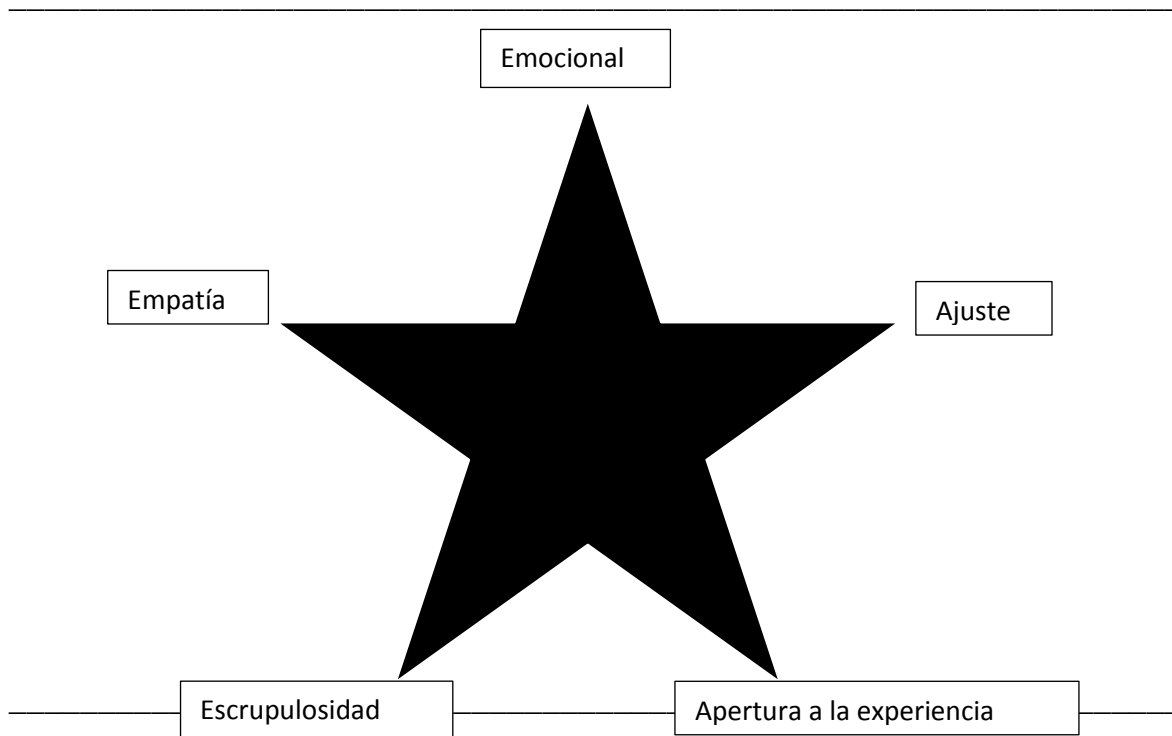 Emocional
Empatía
Ajuste
Escrupulosidad
Apertura a la experiencia